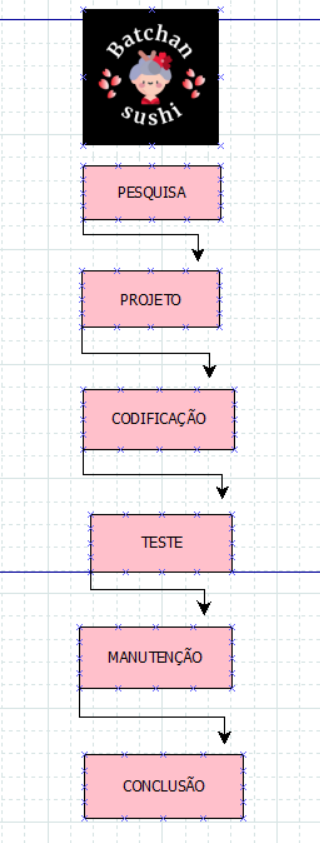 Batchan
sushi
PESQUISA
PROJETO
CODIFICAÇÃO
TESTE
MANUTENÇÃO
CONCLUSÃO